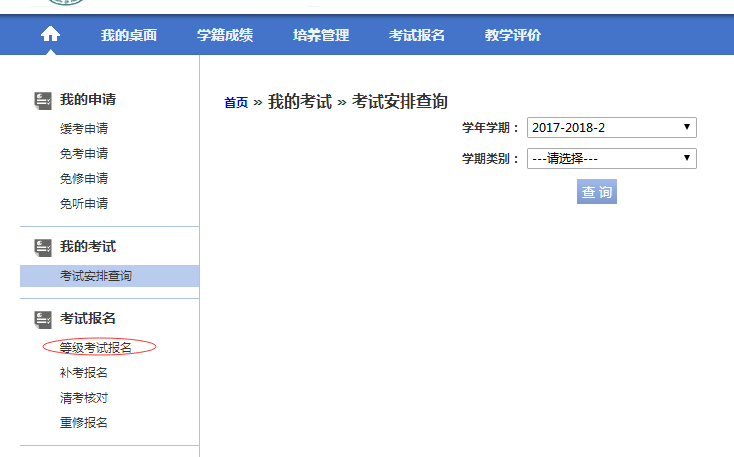 我的桌面 学籍成绩 培养管理 考试报名 教学评价
我的申请
缓考申请
免考申请
免修申请
免听申请
我的考试
考试安排查询
考试报名
等级考试报名
补考报名
清考核对
重修报名
首页 » 我的考试 » 考试安排查询
学年学期： 2017-2018-2
学期类别： ---请选择---
查 询